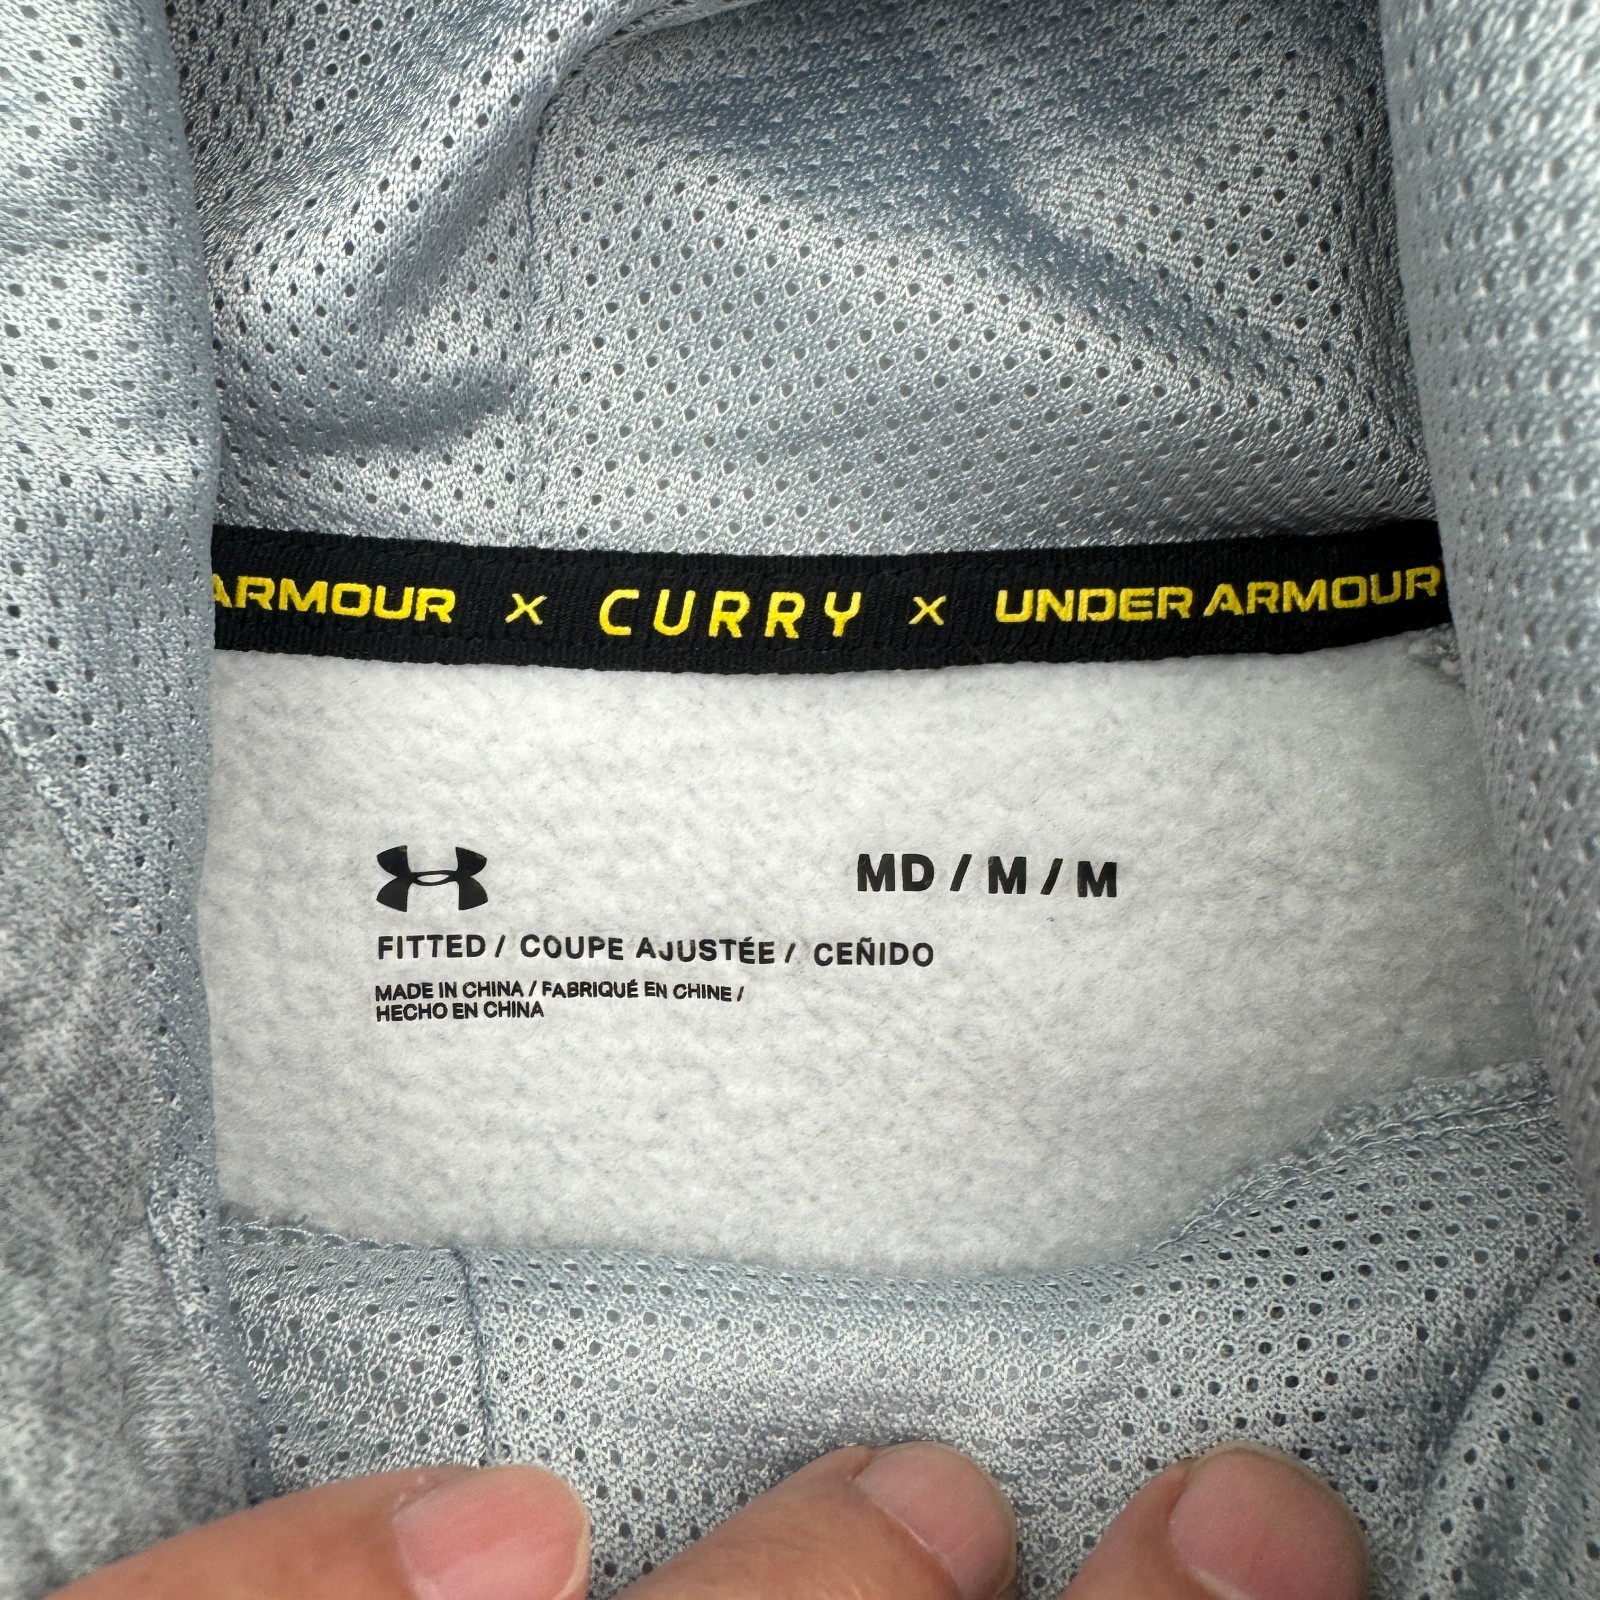 ARMOUR X CURRY X UNDER ARMOUR
MD / M / M
FITTED / COUPE AJUSTÉE / CEÑIDO
MADE IN CHINA / FABRIQUÉ EN CHINE /
HECHO EN CHINA